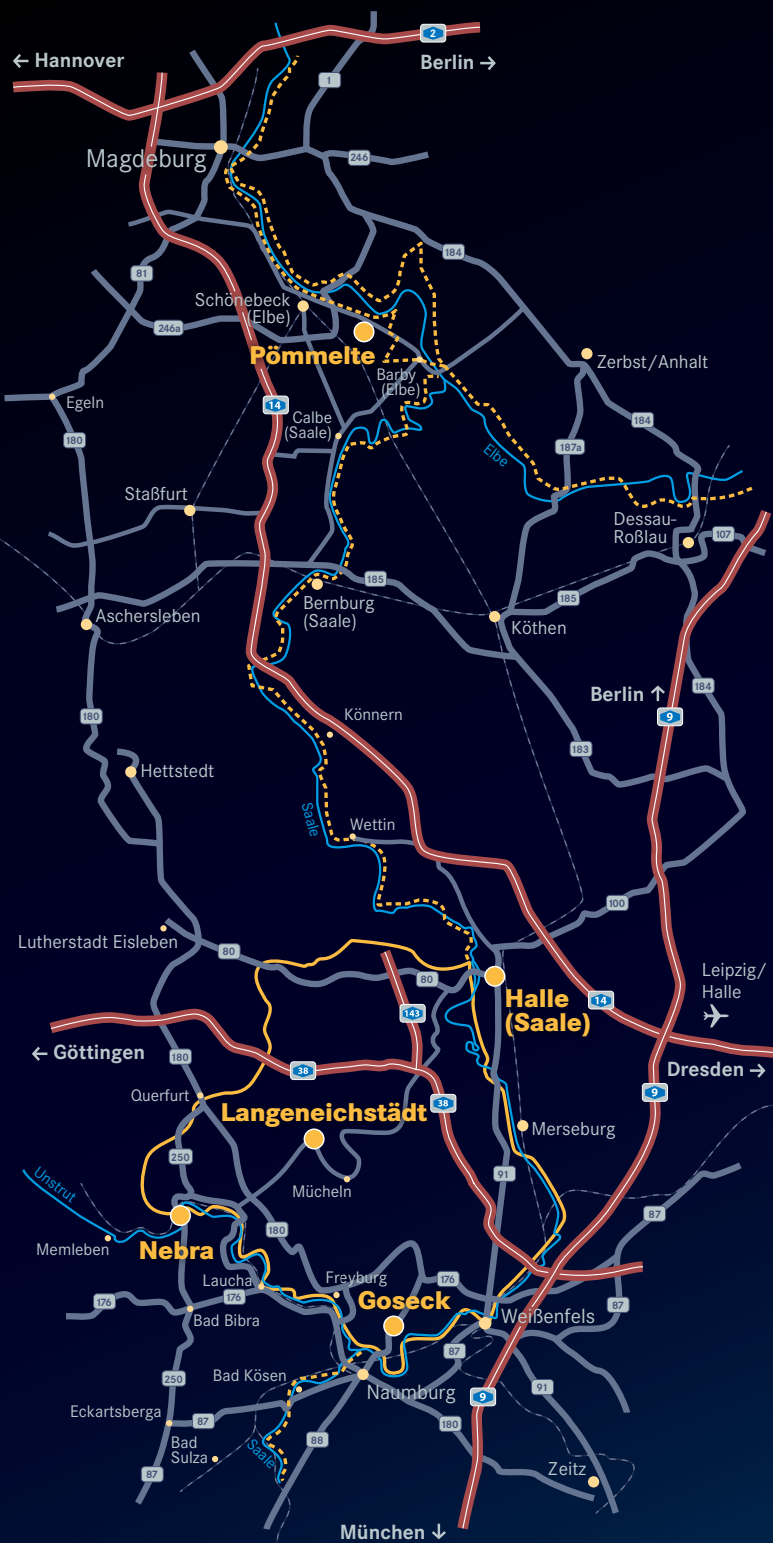 2
← Hannover
Berlin →
1
Magdeburg
246
184
81
Schönebeck
(Elbe)
246a
Pömmelte
Zerbst/Anhalt
Barby
(Elbe)
Egeln
14
Calbe
(Saale)
184
180
187a
Elbe
Staßfurt
Dessau-
Roßlau
107
185
Bernburg
(Saale)
185
Aschersleben
Köthen
184
Berlin ↑
180
Könnern
9
183
Hettstedt
Saale
Wettin
100
Lutherstadt Eisleben
80
80
Leipzig/
Halle
Halle
(Saale)
14
143
← Göttingen
180
38
Dresden →
Querfurt
9
38
Langeneichstädt
Merseburg
250
91
Unstrut
Mücheln
87
Memleben
180
Nebra
Laucha
Freyburg
176
176
176
Goseck
87
Bad Bibra
Weißenfels
87
250
Bad Kösen
91
Naumburg
9
Eckartsberga
87
88
180
Bad
Sulza
Saale
87
Zeitz
München ↓